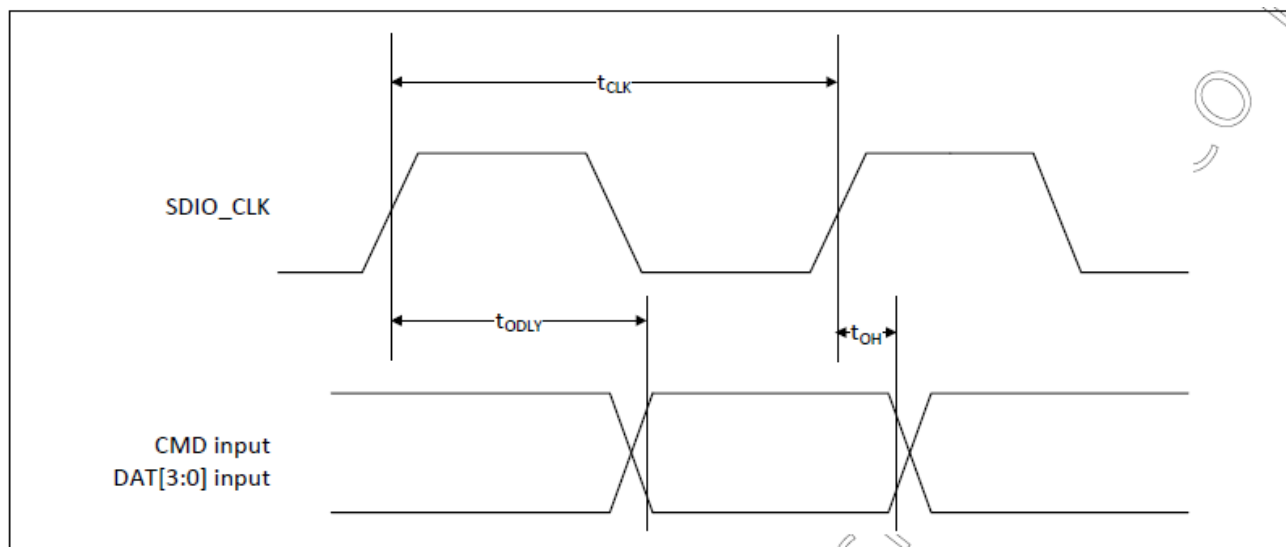 tCLK
SDIO_CLK
tODLY
tOH
CMD input
DAT[3:0] input